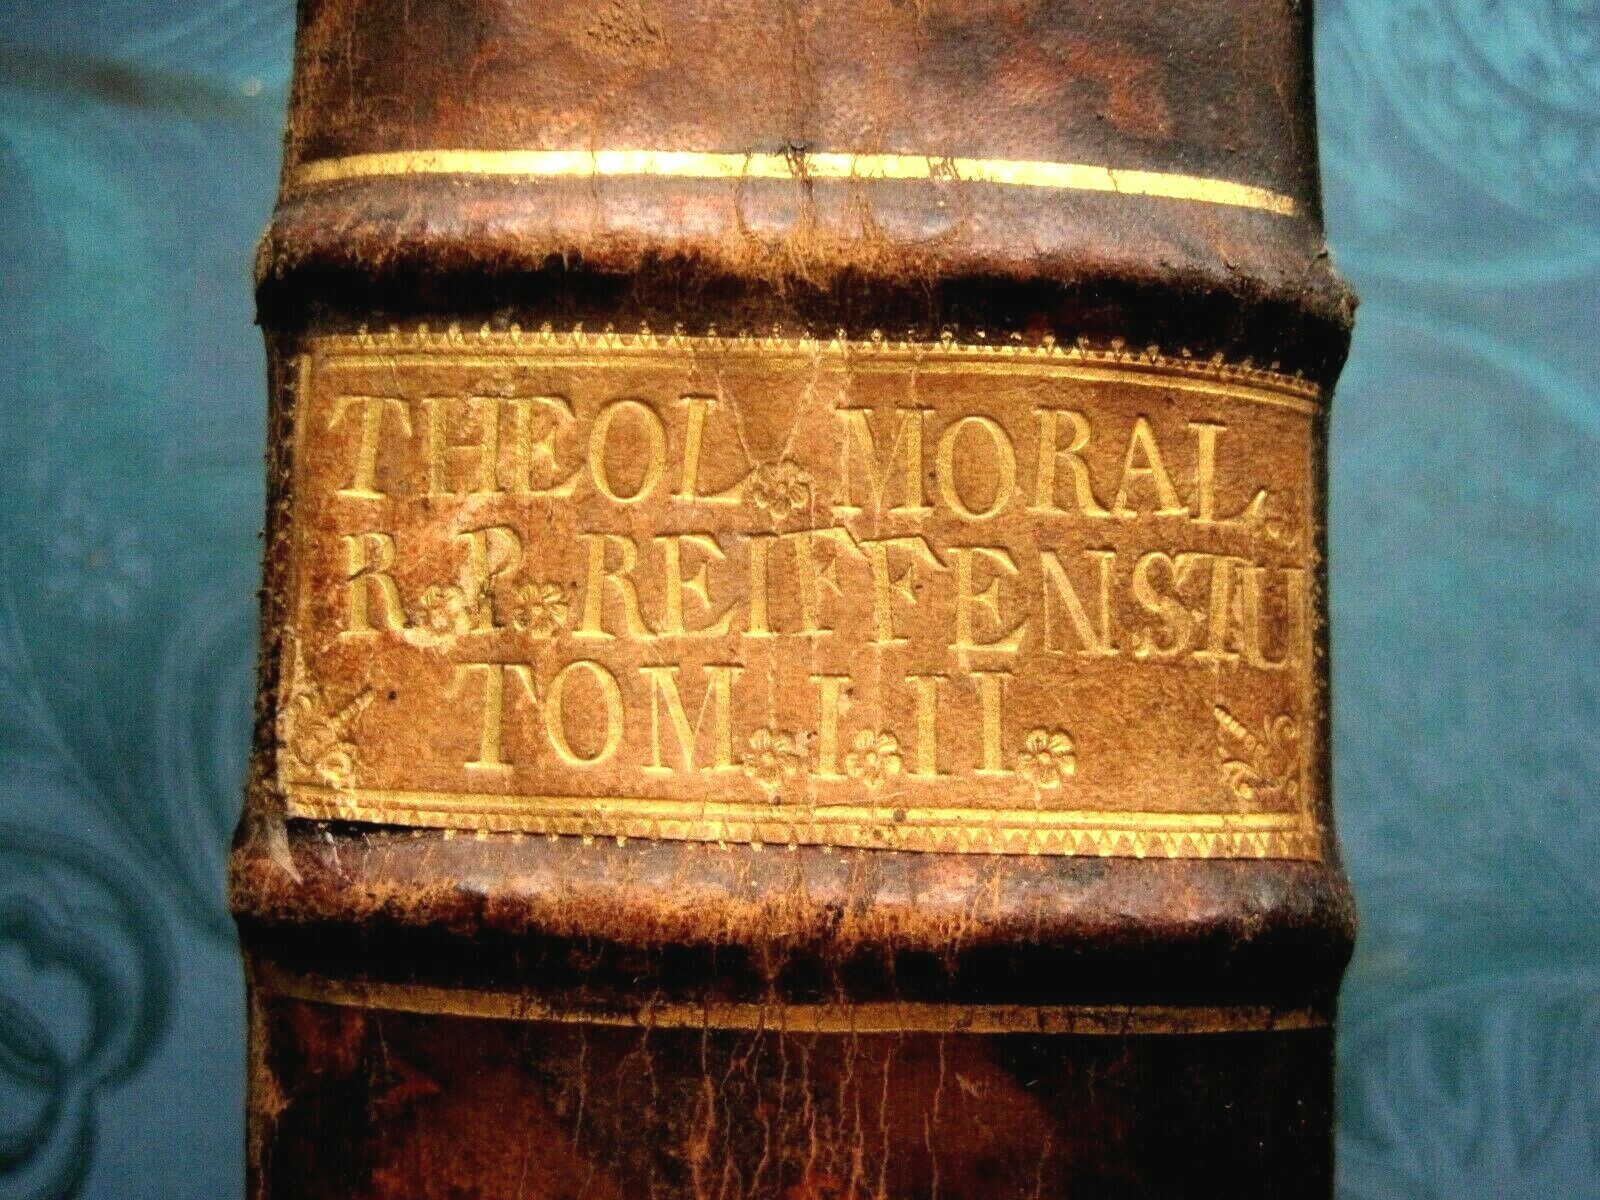 THEOL. MORAL.
R. P. REIFFENSTU
TOM. I. II.